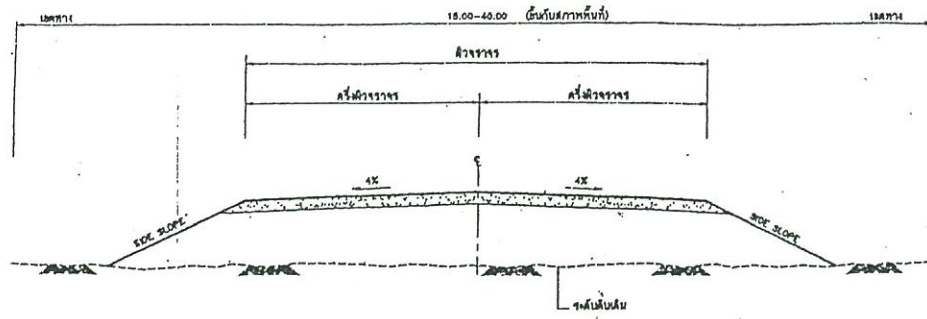 เขตทาง 15.00-40.00 (ขึ้นกับสภาพพื้นที่) เขตทาง
ผิวจราจร
ครึ่งผิวจราจร ครึ่งผิวจราจร
℄
4% 4%
SIDE SLOPE SIDE SLOPE
ระดับดินเดิม